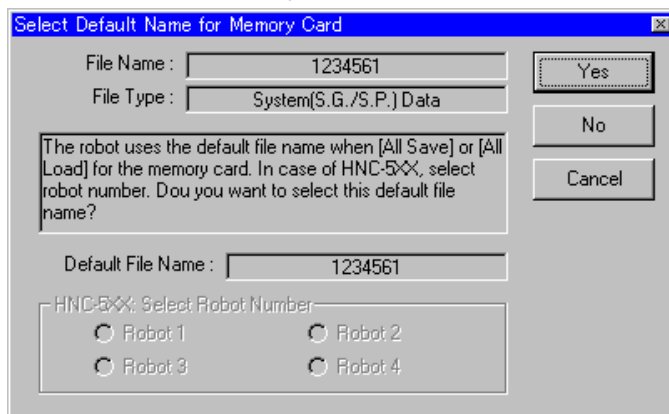 Select Default Name for Memory Card
File Name : 1234561
File Type : System(S.G./S.P.) Data
Yes
No
Cancel
The robot uses the default file name when [All Save] or [All
Load] for the memory card. In case of HNC-5XX, select
robot number. Dou you want to select this default file
name?
Default File Name : 1234561
HNC-5XX: Select Robot Number
Robot 1 Robot 2
Robot 3 Robot 4